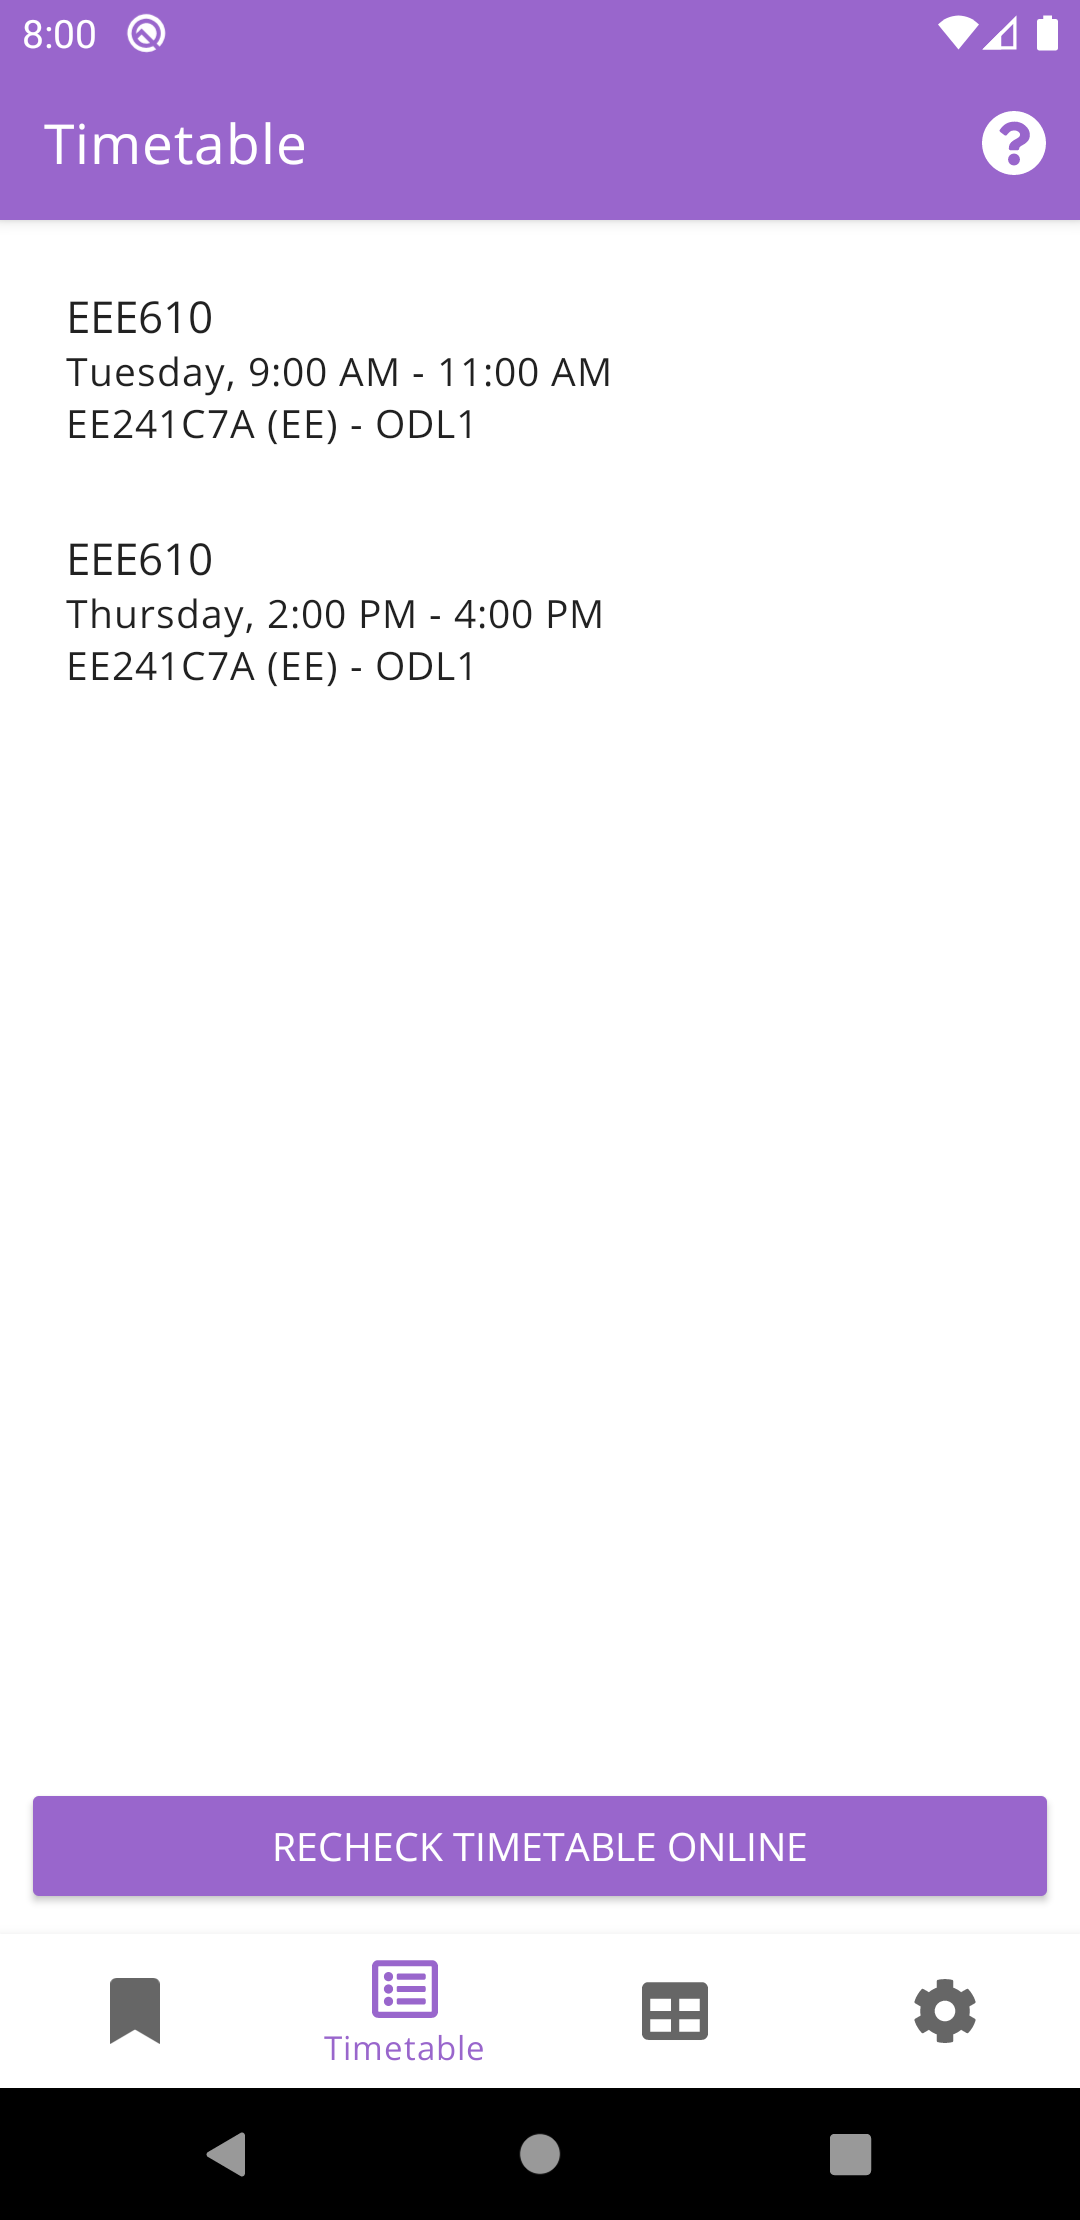 8:00
Timetable
EEE610
Tuesday, 9:00 AM - 11:00 AM
EE241C7A (EE) - ODL1
EEE610
Thursday, 2:00 PM - 4:00 PM
EE241C7A (EE) - ODL1
RECHECK TIMETABLE ONLINE
Timetable